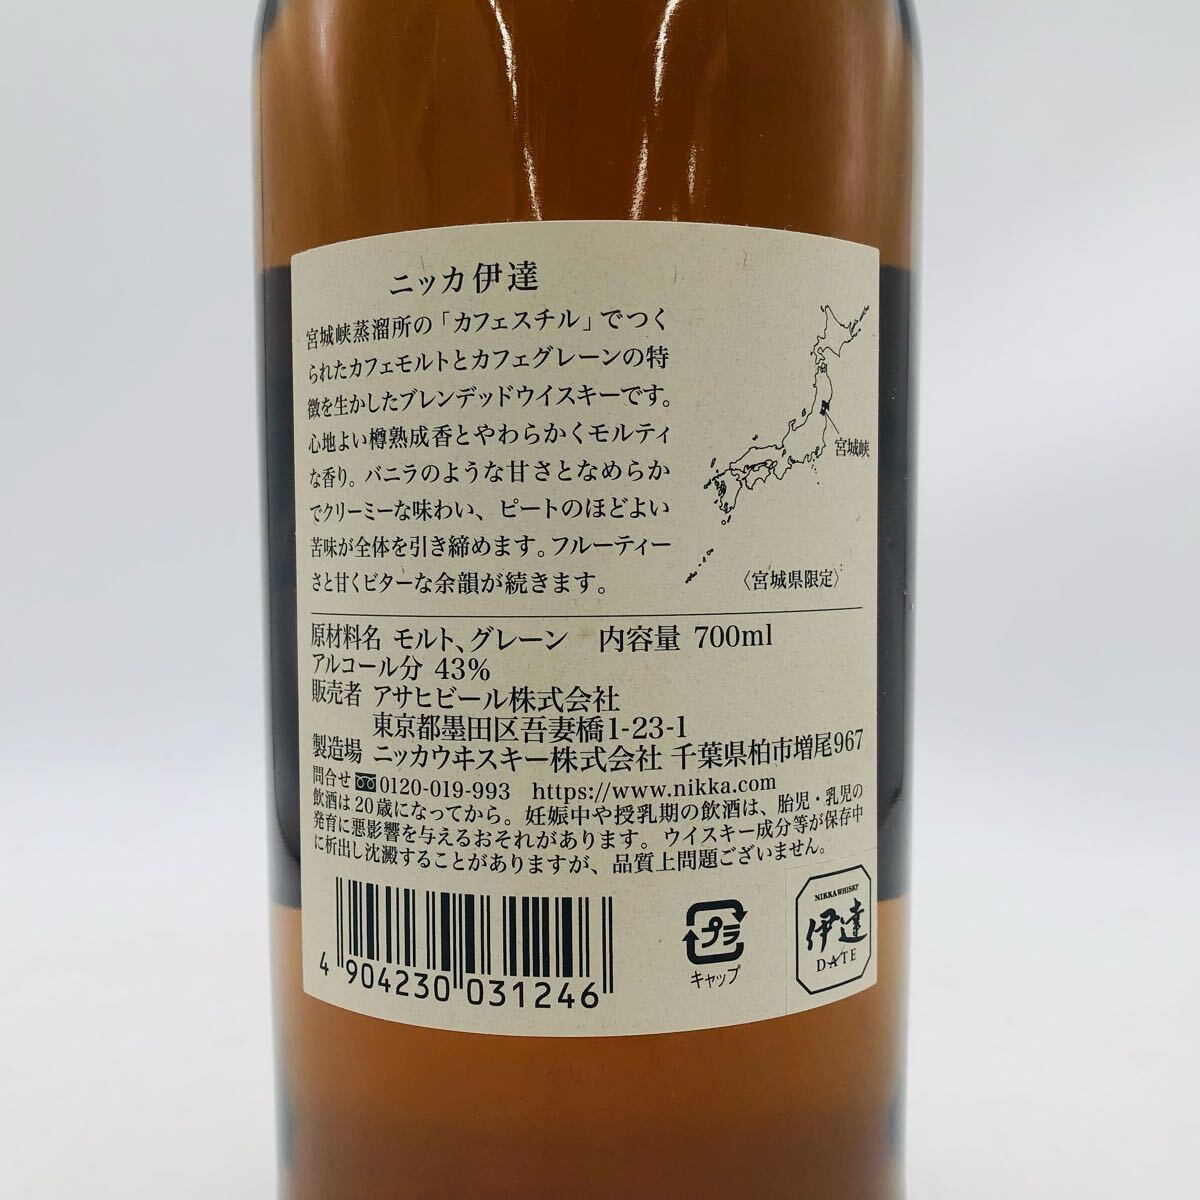 ニッカ伊達
宮城峡蒸溜所の「カフェスチル」でつく
られたカフェモルトとカフェグレーンの特
徴を生かしたブレンデッドウイスキーです。
心地よい樽熟成香とやわらかくモルティ
な香り。バニラのような甘さとなめらか
でクリーミーな味わい、ピートのほどよい
苦味が全体を引き締めます。フルーティー
さと甘くビターな余韻が続きます。
宮城峡
〈宮城県限定〉
原材料名 モルト、グレーン 内容量 700ml
アルコール分 43%
販売者 アサヒビール株式会社
東京都墨田区吾妻橋1-23-1
製造場 ニッカウヰスキー株式会社 千葉県柏市増尾967
問合せ 0120-019-993 https://www.nikka.com
飲酒は20歳になってから。妊娠中や授乳期の飲酒は、胎児・乳児の
発育に悪影響を与えるおそれがあります。ウイスキー成分等が保存中
に析出し沈澱することがありますが、品質上問題ございません。
4 904230 031246
プラ
キャップ
NIKKA WHISKY
伊達
DATE